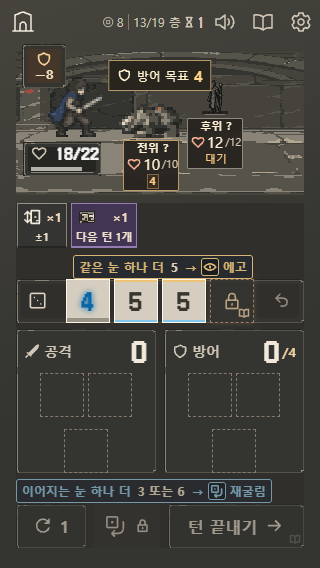 8 13/19 층 1
−8
방어 목표 4
18/22
전위 ?
10/10
4
후위 ?
12/12
대기
×1
±1
×1
다음 턴 1개
같은 눈 하나 더 5 → 예고
4 5 5
공격 0
방어 0/4
이어지는 눈 하나 더 3 또는 6 → 재굴림
1
턴 끝내기 →